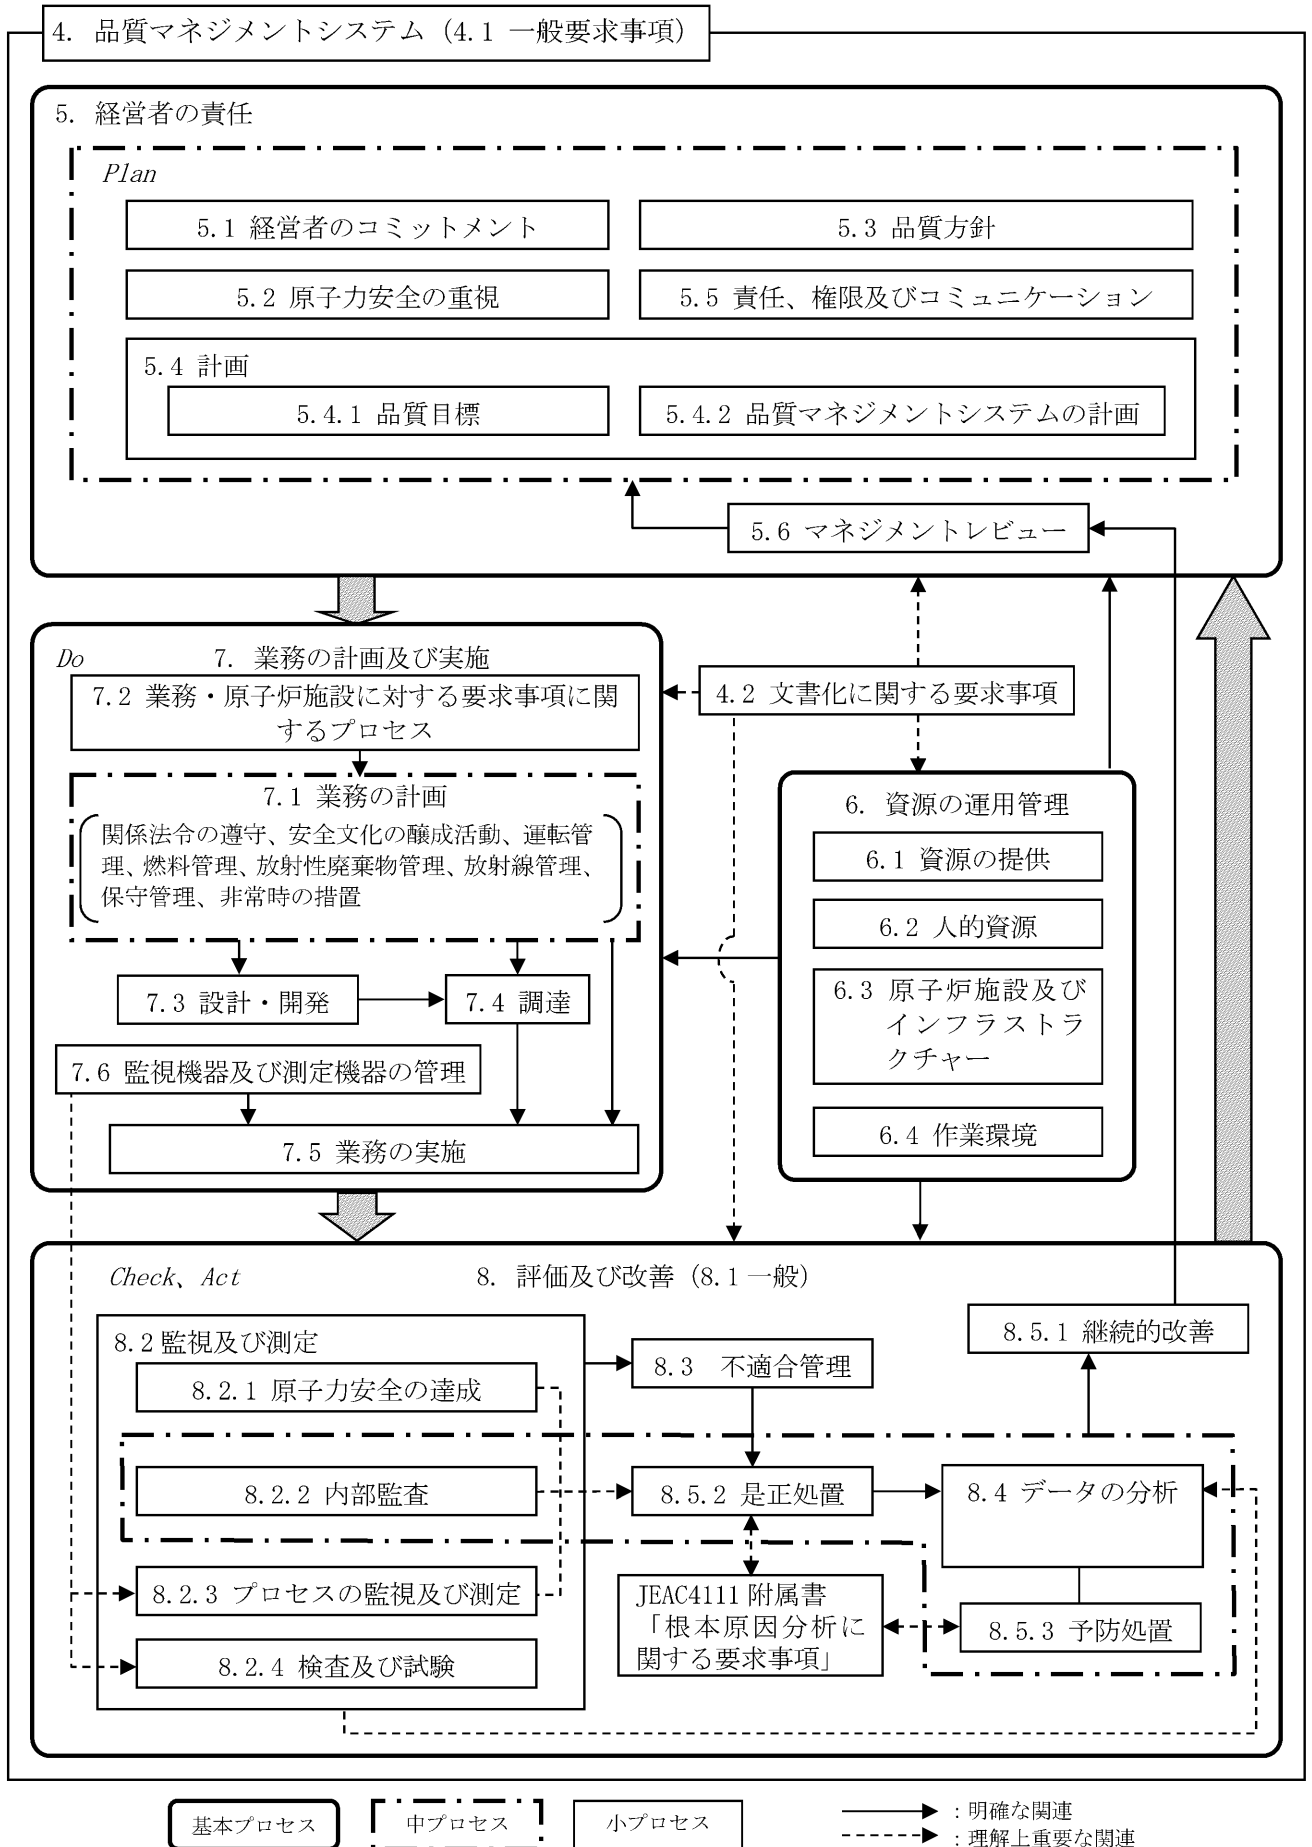 4. 品質マネジメントシステム（4.1 一般要求事項）
5. 経営者の責任
Plan
5.1 経営者のコミットメント
5.3 品質方針
5.2 原子力安全の重視
5.5 責任、権限及びコミュニケーション
5.4 計画
5.4.1 品質目標
5.4.2 品質マネジメントシステムの計画
5.6 マネジメントレビュー
Do
7. 業務の計画及び実施
7.2 業務・原子炉施設に対する要求事項に関
するプロセス
7.1 業務の計画
関係法令の遵守、安全文化の醸成活動、運転管
理、燃料管理、放射性廃棄物管理、放射線管理、
保守管理、非常時の措置
7.3 設計・開発
7.4 調達
7.6 監視機器及び測定機器の管理
7.5 業務の実施
4.2 文書化に関する要求事項
6. 資源の運用管理
6.1 資源の提供
6.2 人的資源
6.3 原子炉施設及び
インフラストラ
クチャー
6.4 作業環境
Check、Act
8. 評価及び改善（8.1 一般）
8.2 監視及び測定
8.2.1 原子力安全の達成
8.2.2 内部監査
8.2.3 プロセスの監視及び測定
8.2.4 検査及び試験
8.3 不適合管理
8.5.2 是正処置
JEAC4111 附属書
「根本原因分析に
関する要求事項」
8.5.1 継続的改善
8.4 データの分析
8.5.3 予防処置
基本プロセス
中プロセス
小プロセス
：明確な関連
：理解上重要な関連